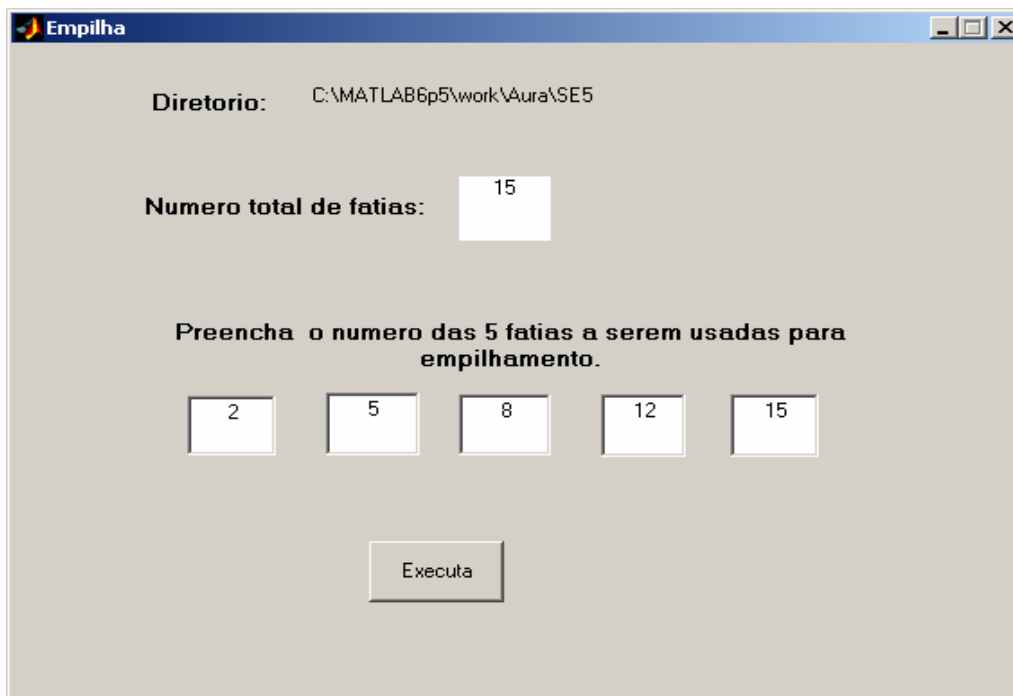 Empilha
Diretorio: C:\MATLAB6p5\work\Aura\SE5
Numero total de fatias: 15
Preencha o numero das 5 fatias a serem usadas para
empilhamento.
2 5 8 12 15
Executa